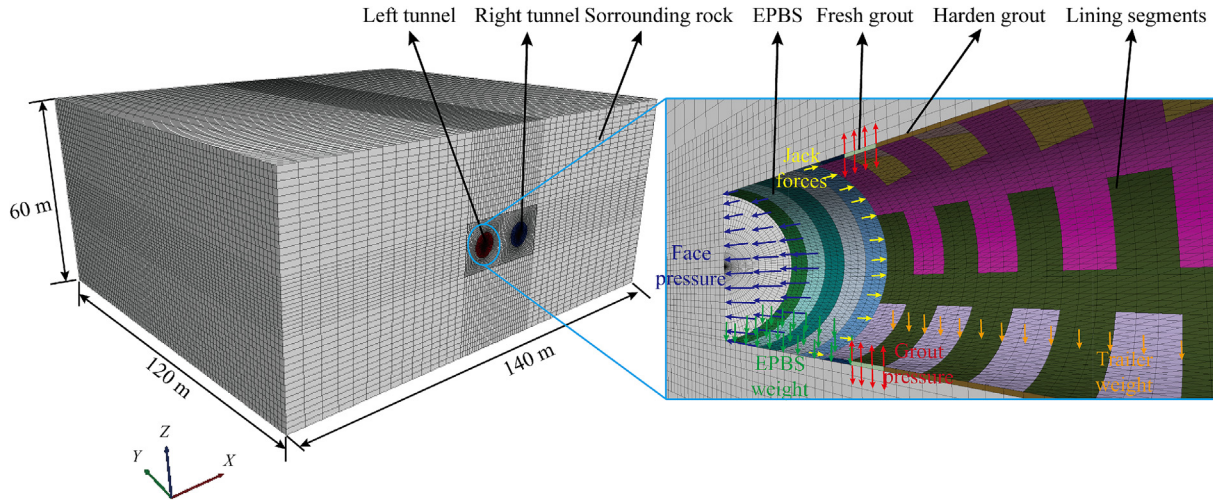 Left tunnel
Right tunnel
Sorrounding rock
EPBS
Fresh grout
Harden grout
Lining segments
60 m
120 m
140 m
Z
Y
X
Jack
forces
Face
pressure
EPBS
weight
Grout
pressure
Trailer
weight